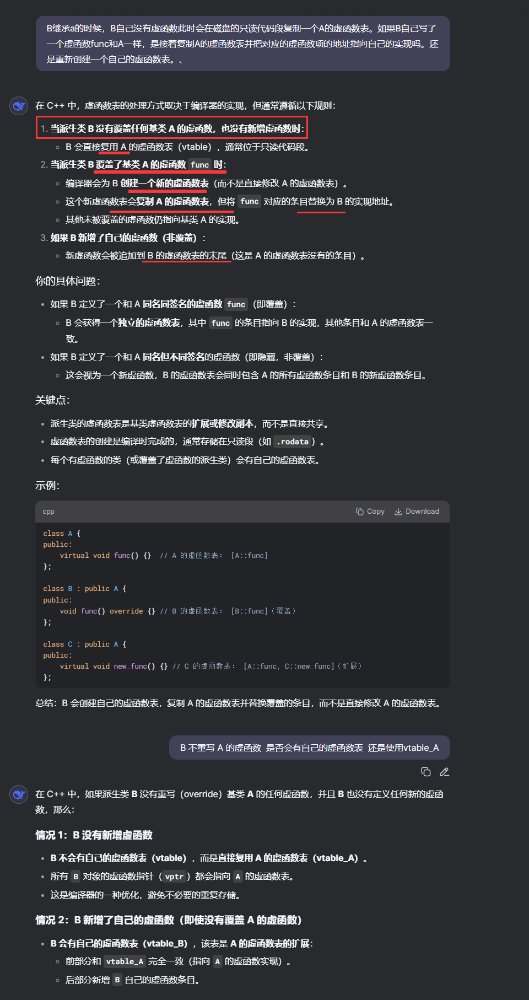 B继承a的时候，B自己没有虚函数此时会在磁盘的只读代码段复制一个A的虚函数表。如果B自己写了
一个虚函数func和A一样，是接着复制A的虚函数表并把对应的虚函数项的地址指向自己的实现吗。还
是重新创建一个自己的虚函数表。、
在 C++ 中，虚函数表的处理方式取决于编译器的实现，但通常遵循以下规则：
1. 当派生类 B 没有覆盖任何基类 A 的虚函数，也没有新增虚函数时：
B 会直接复用 A 的虚函数表（vtable），通常位于只读代码段。
2. 当派生类 B 覆盖了基类 A 的虚函数 func 时：
编译器会为 B 创建一个新的虚函数表（而不是直接修改 A 的虚函数表）。
这个新虚函数表会复制 A 的虚函数表，但将 func 对应的条目替换为 B 的实现地址。
其他未被覆盖的虚函数仍指向基类 A 的实现。
3. 如果 B 新增了自己的虚函数（非覆盖）：
新虚函数会被追加到 B 的虚函数表的末尾（这是 A 的虚函数表没有的条目）。
你的具体问题：
如果 B 定义了一个和 A 同名同签名的虚函数 func（即覆盖）：
B 会获得一个独立的虚函数表，其中 func 的条目指向 B 的实现，其他条目和 A 的虚函数表一
致。
如果 B 定义了一个和 A 同名但不同签名的虚函数（即隐藏，非覆盖）：
这会视为一个新虚函数，B 的虚函数表会同时包含 A 的所有虚函数条目和 B 的新虚函数条目。
关键点：
派生类的虚函数表是基类虚函数表的扩展或修改副本，而不是直接共享。
虚函数表的创建是编译时完成的，通常存储在只读段（如 .rodata）。
每个有虚函数的类（或覆盖了虚函数的派生类）会有自己的虚函数表。
示例：
cpp Copy Download
class A {
public:
    virtual void func() {}  // A 的虚函数表： [A::func]
};
class B : public A {
public:
    void func() override {} // B 的虚函数表： [B::func]（覆盖）
};
class C : public A {
public:
    virtual void new_func() {} // C 的虚函数表： [A::func, C::new_func]（扩展）
};
总结：B 会创建自己的虚函数表，复制 A 的虚函数表并替换覆盖的条目，而不是直接修改 A 的虚函数表。
B 不重写 A 的虚函数 是否会有自己的虚函数表 还是使用vtable_A
在 C++ 中，如果派生类 B 没有重写（override）基类 A 的任何虚函数，并且 B 也没有定义任何新的虚函
数，那么：
情况 1：B 没有新增虚函数
B 不会有自己的虚函数表（vtable），而是直接复用 A 的虚函数表（vtable_A）。
所有 B 对象的虚函数指针（vptr）都会指向 A 的虚函数表。
这是编译器的一种优化，避免不必要的重复存储。
情况 2：B 新增了自己的虚函数（即使没有覆盖 A 的虚函数）
B 会有自己的虚函数表（vtable_B），该表是 A 的虚函数表的扩展：
前部分和 vtable_A 完全一致（指向 A 的虚函数实现）。
后部分新增 B 自己的虚函数条目。